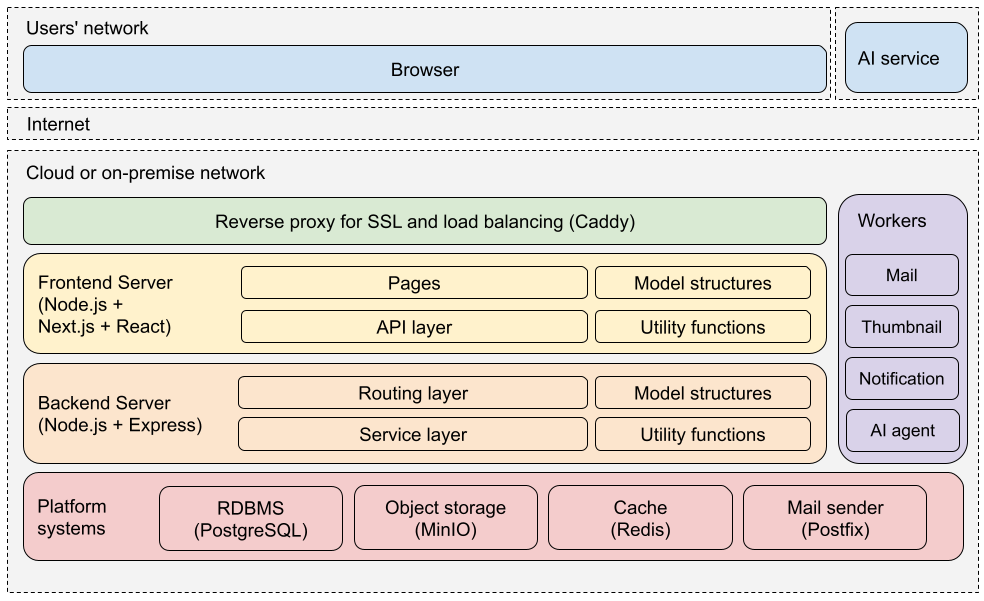 Users' network
Browser
AI service
Internet
Cloud or on-premise network
Reverse proxy for SSL and load balancing (Caddy)
Frontend Server
(Node.js +
Next.js + React)
Pages
Model structures
API layer
Utility functions
Backend Server
(Node.js + Express)
Routing layer
Model structures
Service layer
Utility functions
Workers
Mail
Thumbnail
Notification
AI agent
Platform
systems
RDBMS
(PostgreSQL)
Object storage
(MinIO)
Cache
(Redis)
Mail sender
(Postfix)